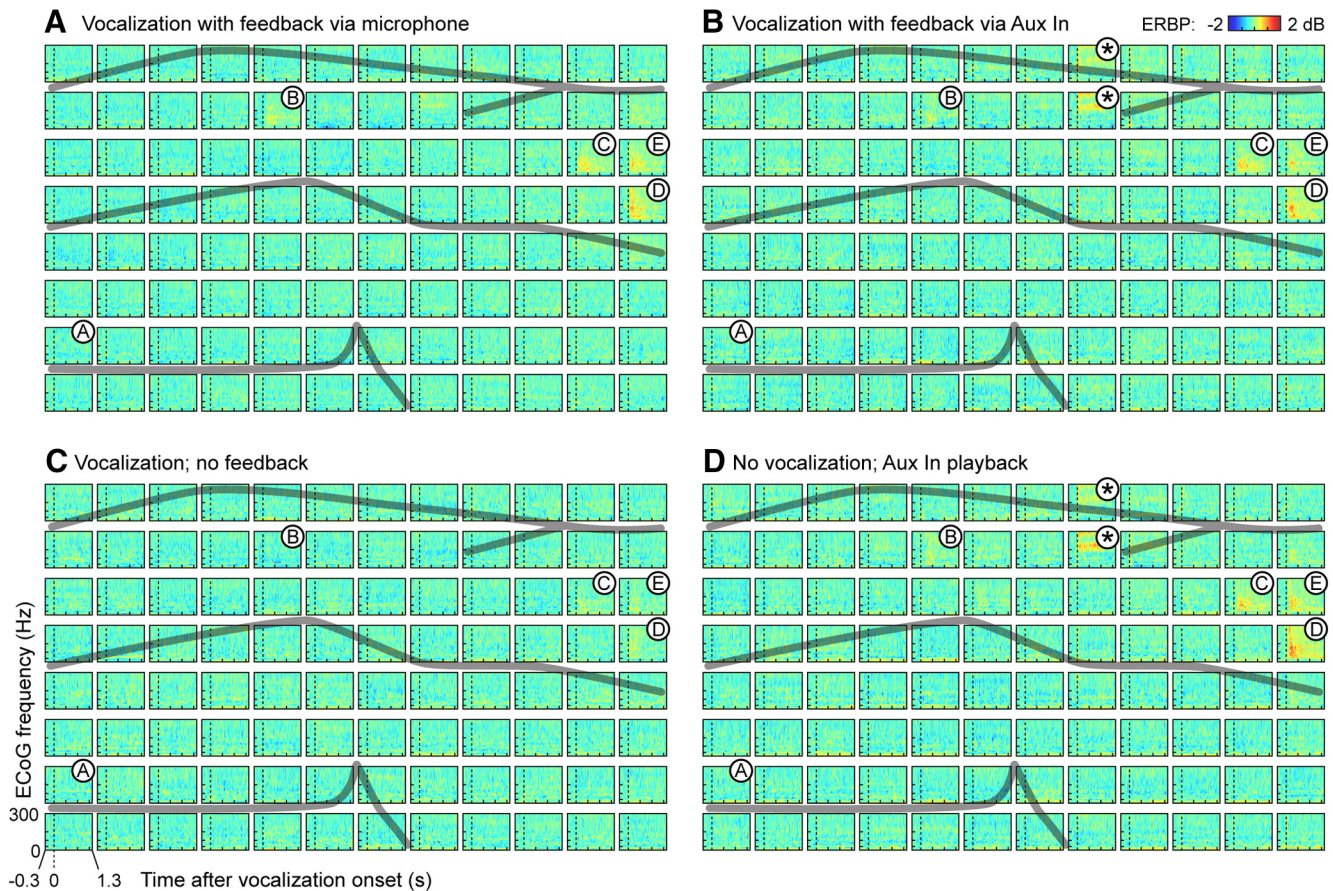 A Vocalization with feedback via microphone
B Vocalization with feedback via Aux In
ERBP: -2 2 dB
*
B B *
C E C E
D D
A A
C Vocalization; no feedback
D No vocalization; Aux In playback
*
B B *
C E C E
D D
A A
ECoG frequency (Hz)
300
0
-0.3 0 1.3 Time after vocalization onset (s)